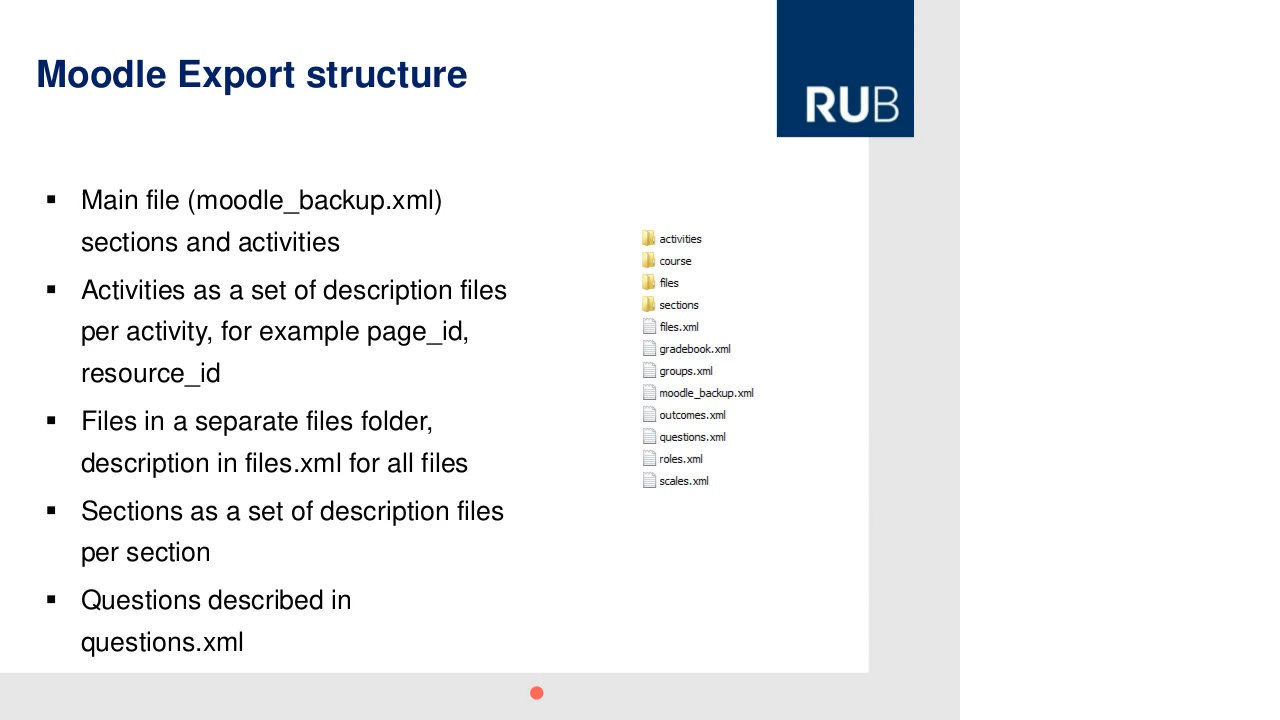 Moodle Export structure
RUB
▪ Main file (moodle_backup.xml)
sections and activities
▪ Activities as a set of description files
per activity, for example page_id,
resource_id
▪ Files in a separate files folder,
description in files.xml for all files
▪ Sections as a set of description files
per section
▪ Questions described in
questions.xml
activities
course
files
sections
files.xml
gradebook.xml
groups.xml
moodle_backup.xml
outcomes.xml
questions.xml
roles.xml
scales.xml